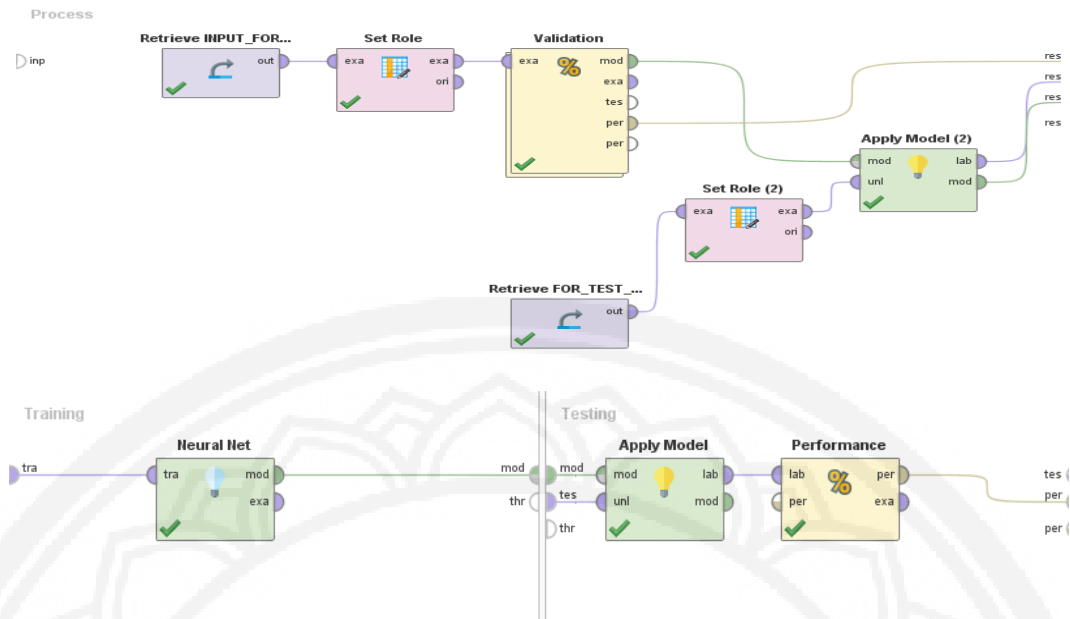 Process
inp
Retrieve INPUT_FOR...
out
Set Role
exa
exa
ori
Validation
exa
mod
exa
tes
per
per
res
res
res
res
Apply Model (2)
mod
lab
unl
mod
Set Role (2)
exa
exa
ori
Retrieve FOR_TEST_...
out
Training
tra
Neural Net
tra
mod
exa
mod
thr
Testing
mod
tes
thr
Apply Model
mod
lab
unl
mod
Performance
lab
per
per
exa
tes
per
per